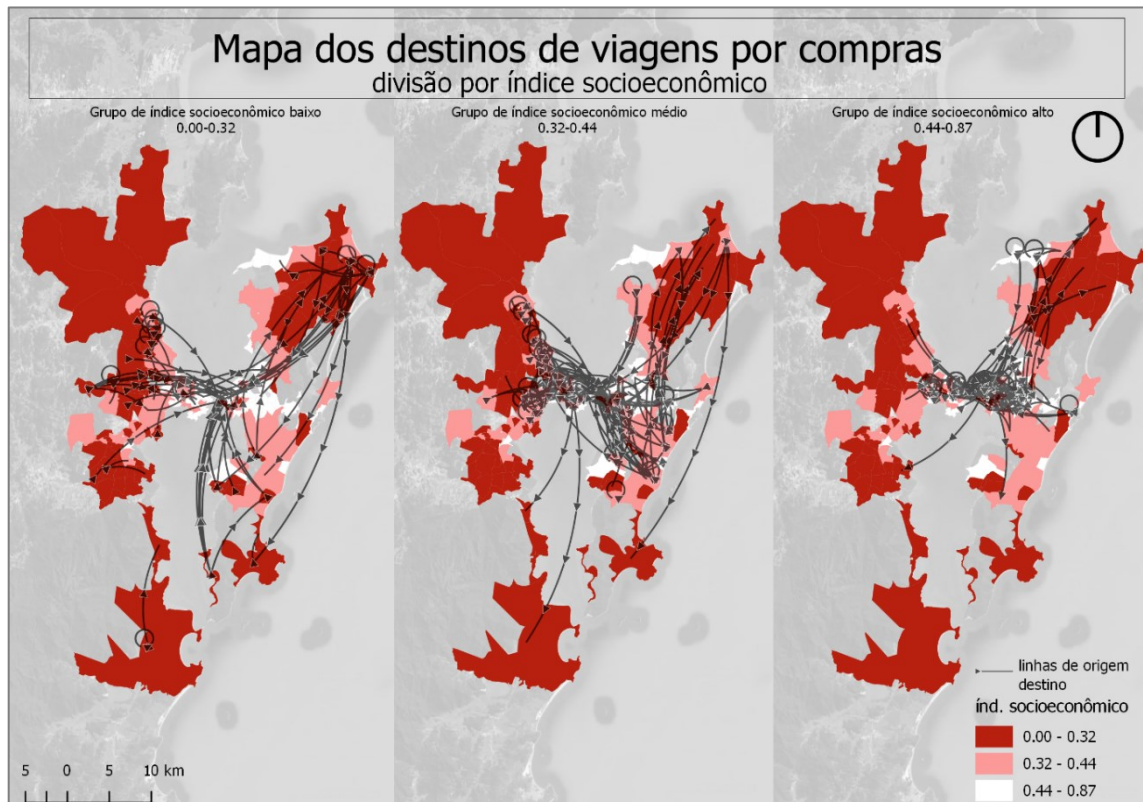 Mapa dos destinos de viagens por compras
divisão por índice socioeconômico
Grupo de índice socioeconômico baixo
0.00-0.32
Grupo de índice socioeconômico médio
0.32-0.44
Grupo de índice socioeconômico alto
0.44-0.87
linhas de origem
destino
índ. socioeconômico
0.00 - 0.32
0.32 - 0.44
0.44 - 0.87
5 0 5 10 km